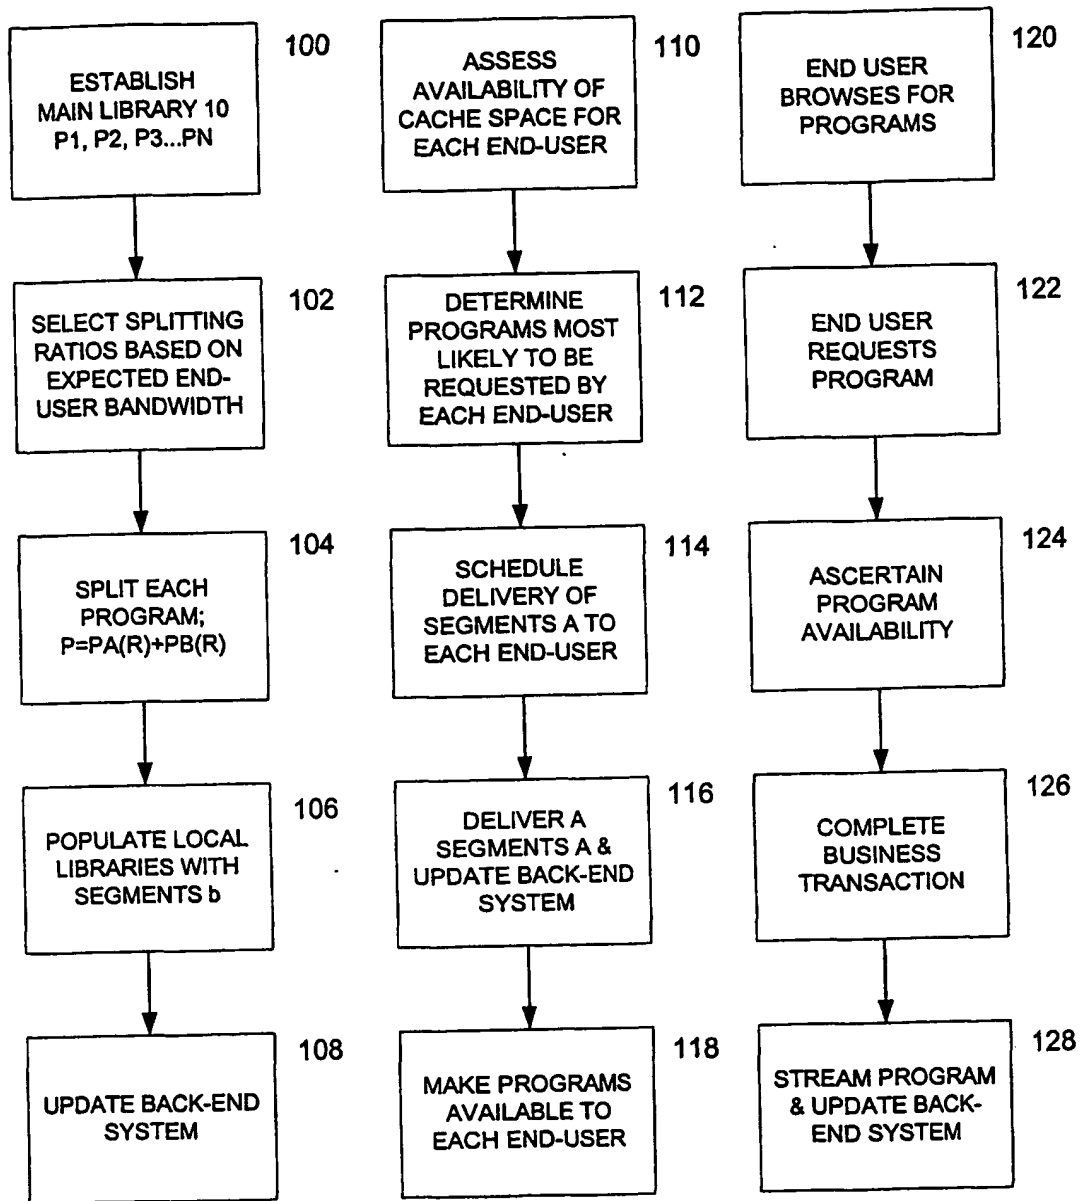 100
ESTABLISH
MAIN LIBRARY 10
P1, P2, P3...PN
102
SELECT SPLITTING
RATIOS BASED ON
EXPECTED END-
USER BANDWIDTH
104
SPLIT EACH
PROGRAM;
P=PA(R)+PB(R)
106
POPULATE LOCAL
LIBRARIES WITH
SEGMENTS b
108
UPDATE BACK-END
SYSTEM
110
ASSESS
AVAILABILITY OF
CACHE SPACE FOR
EACH END-USER
112
DETERMINE
PROGRAMS MOST
LIKELY TO BE
REQUESTED BY
EACH END-USER
114
SCHEDULE
DELIVERY OF
SEGMENTS A TO
EACH END-USER
116
DELIVER A
SEGMENTS A &
UPDATE BACK-END
SYSTEM
118
MAKE PROGRAMS
AVAILABLE TO
EACH END-USER
120
END USER
BROWSES FOR
PROGRAMS
122
END USER
REQUESTS
PROGRAM
124
ASCERTAIN
PROGRAM
AVAILABILITY
126
COMPLETE
BUSINESS
TRANSACTION
128
STREAM PROGRAM
& UPDATE BACK-
END SYSTEM